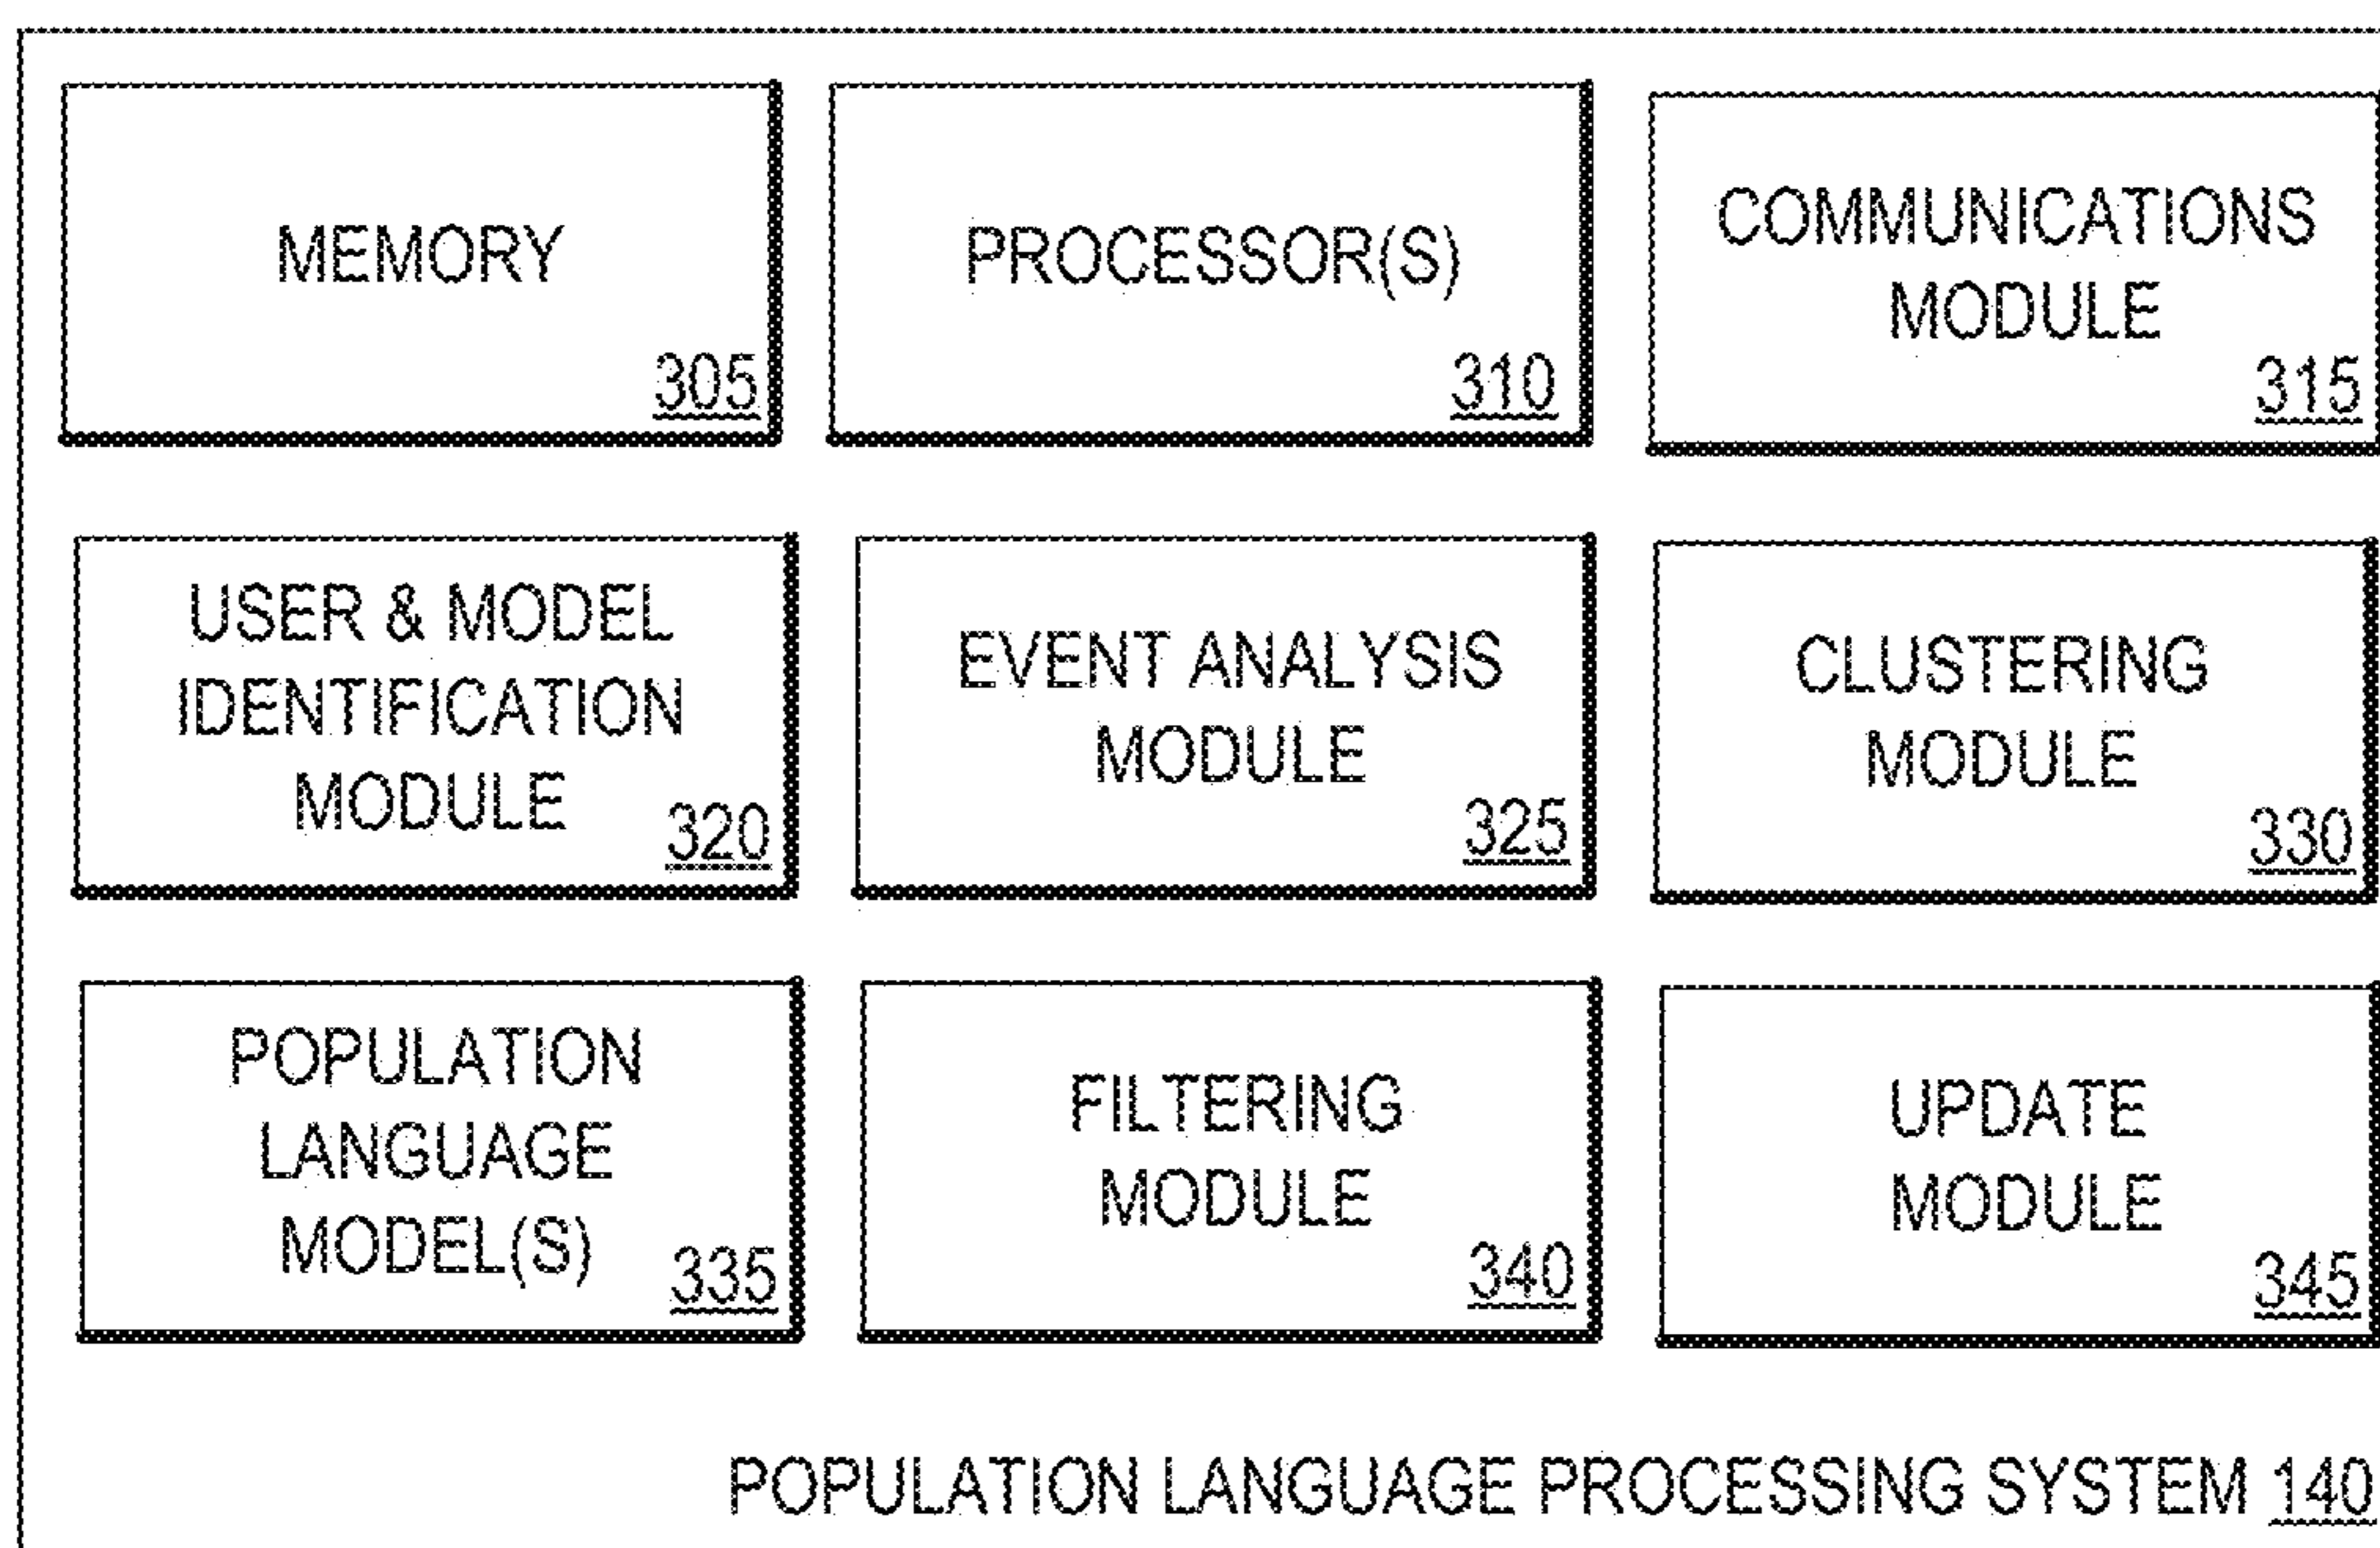 MEMORY
305
PROCESSOR(S)
310
COMMUNICATIONS
MODULE
315
USER & MODEL
IDENTIFICATION
MODULE
320
EVENT ANALYSIS
MODULE
325
CLUSTERING
MODULE
330
POPULATION
LANGUAGE
MODEL(S)
335
FILTERING
MODULE
340
UPDATE
MODULE
345
POPULATION LANGUAGE PROCESSING SYSTEM 140